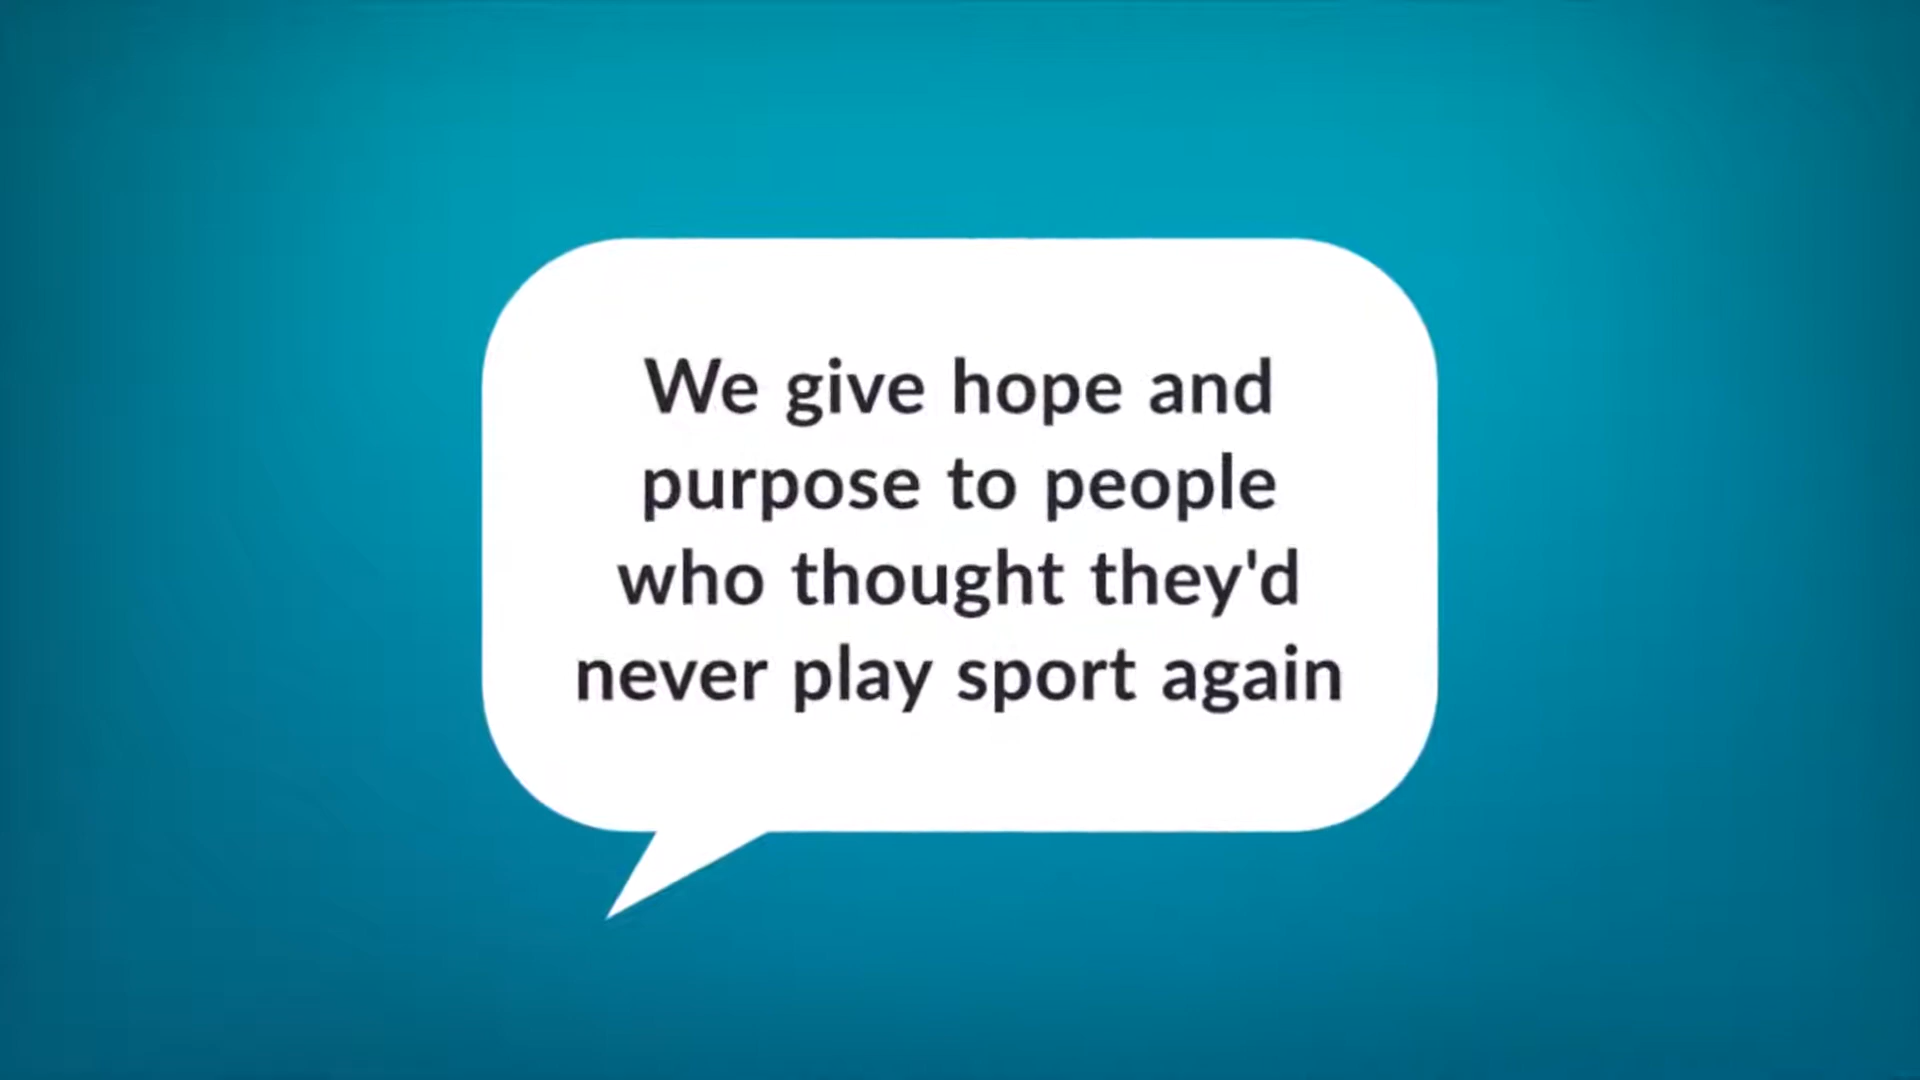 We give hope and
purpose to people
who thought they'd
never play sport again